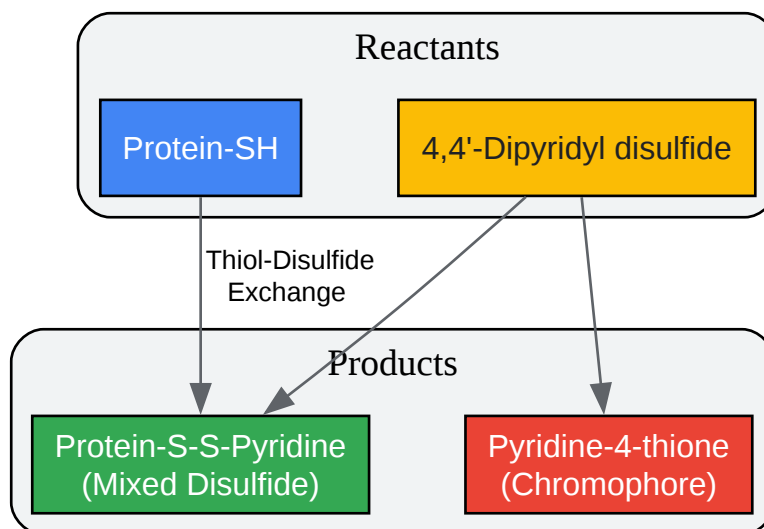 Reactants
Protein-SH
4,4'-Dipyridyl disulfide
Thiol-Disulfide
Exchange
Products
Protein-S-S-Pyridine
(Mixed Disulfide)
Pyridine-4-thione
(Chromophore)